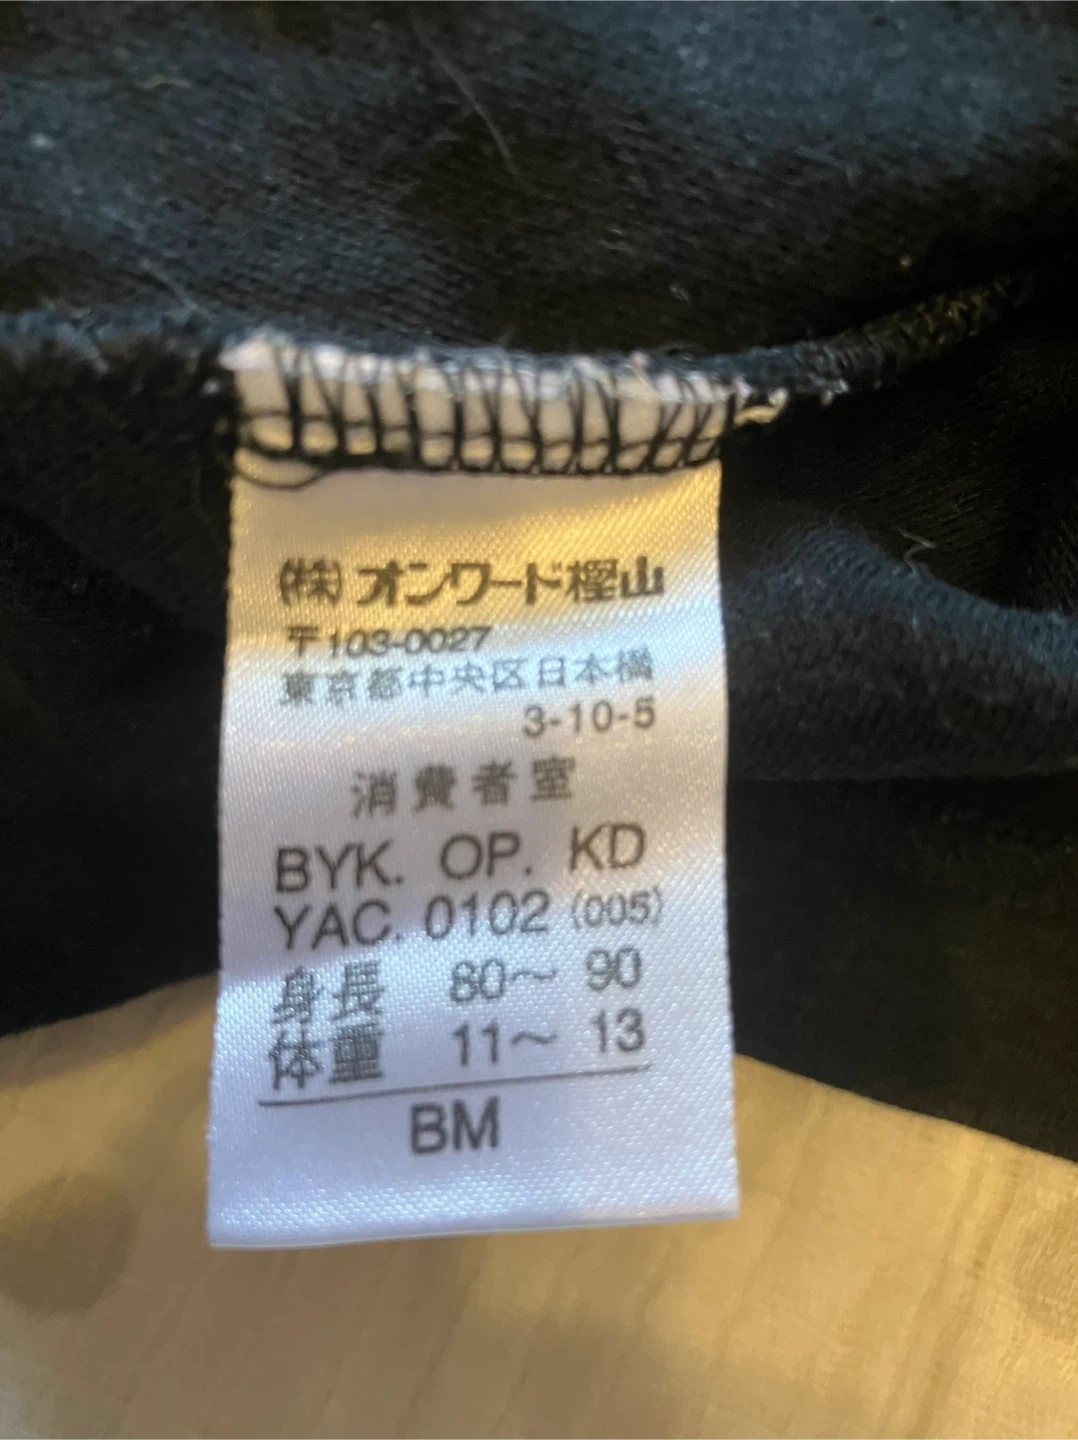 (株)オンワード樫山
〒103-0027
東京都中央区日本橋
3-10-5
消費者室
BYK. OP. KD
YAC. 0102 (005)
身長 80～ 90
体重 11～ 13
BM